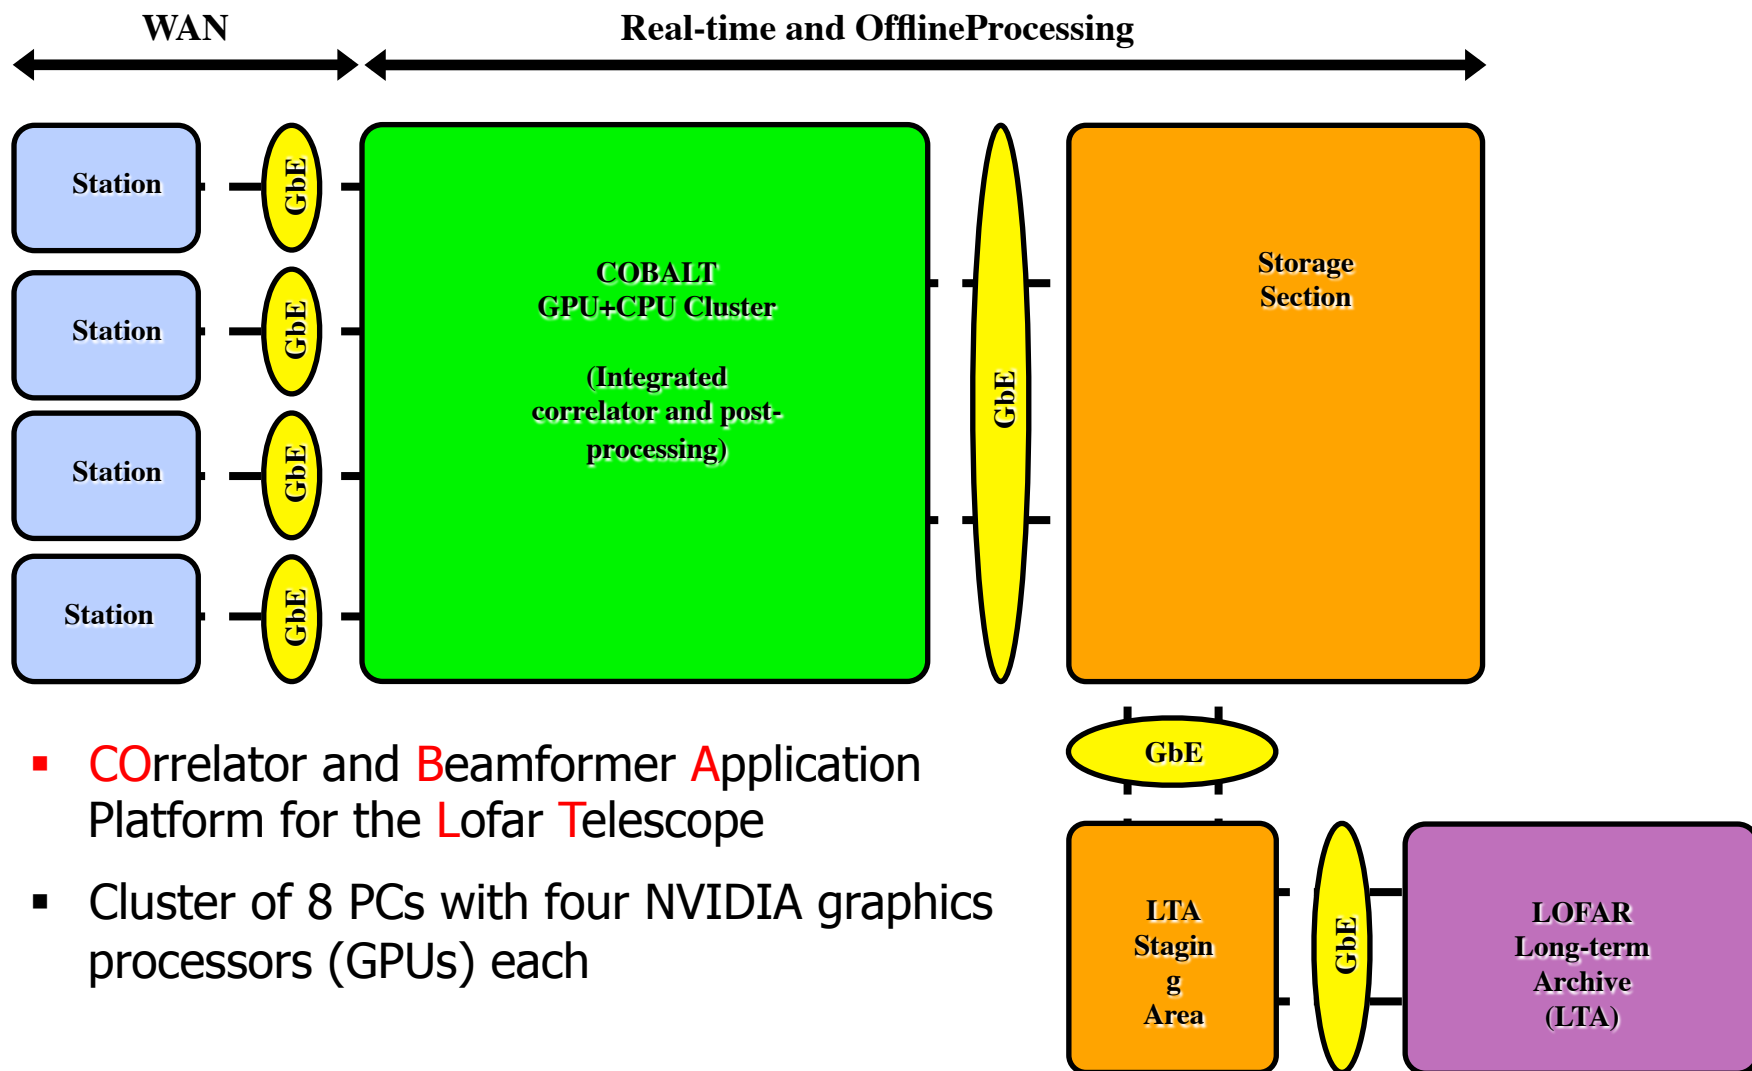 WAN
Real-time and OfflineProcessing
Station
GbE
Station
GbE
Station
GbE
Station
GbE
COBALT
GPU+CPU Cluster
(Integrated
correlator and post-
processing)
GbE
Storage
Section
GbE
▪ COrrelator and Beamformer Application
Platform for the Lofar Telescope
▪ Cluster of 8 PCs with four NVIDIA graphics
processors (GPUs) each
LTA
Stagin
g
Area
GbE
LOFAR
Long-term
Archive
(LTA)